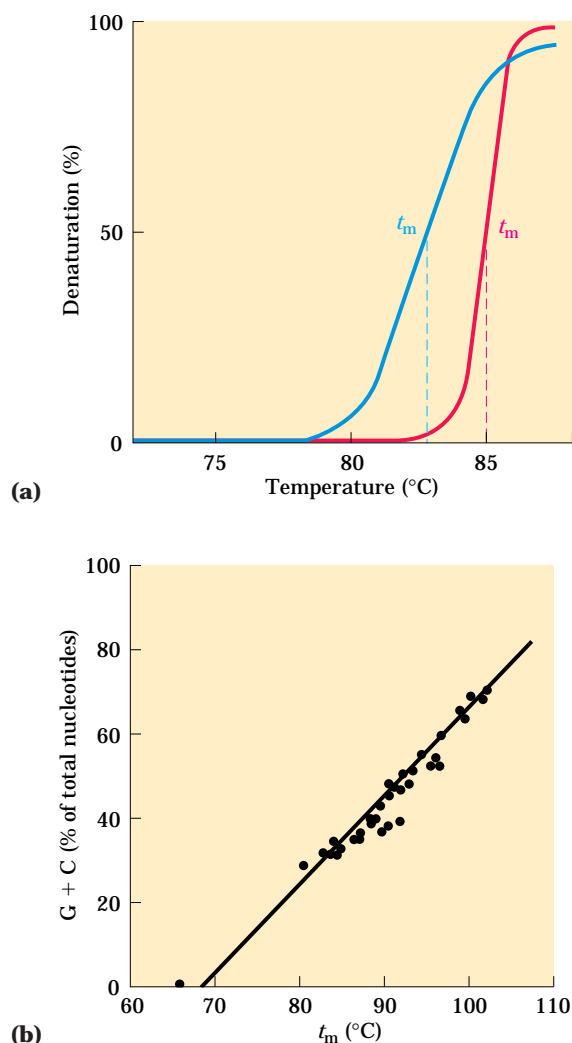 100
50
0
Denaturation (%)
tm
tm
75
80
85
Temperature (°C)
(a)
100
80
60
40
20
0
G + C (% of total nucleotides)
60
70
80
90
100
110
tm (°C)
(b)